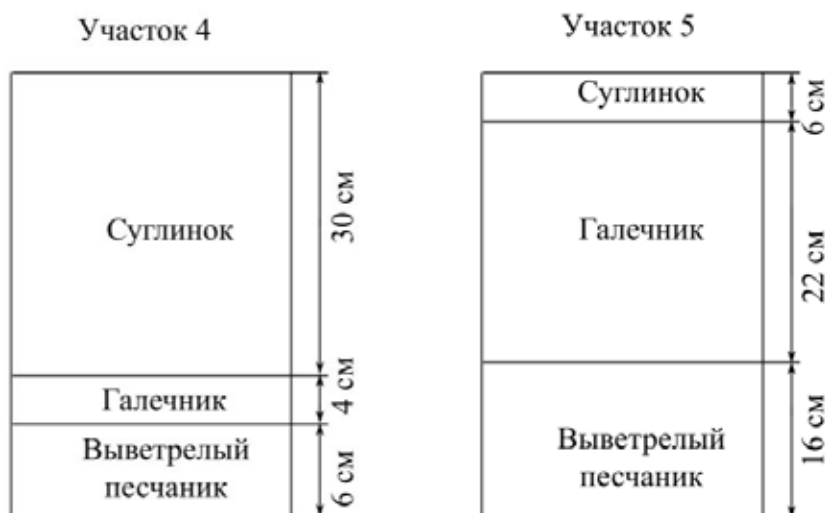 Участок 4
Суглинок
30 см
Галечник
4 см
Выветрелый
песчаник
6 см
Участок 5
Суглинок
6 см
Галечник
22 см
Выветрелый
песчаник
16 см